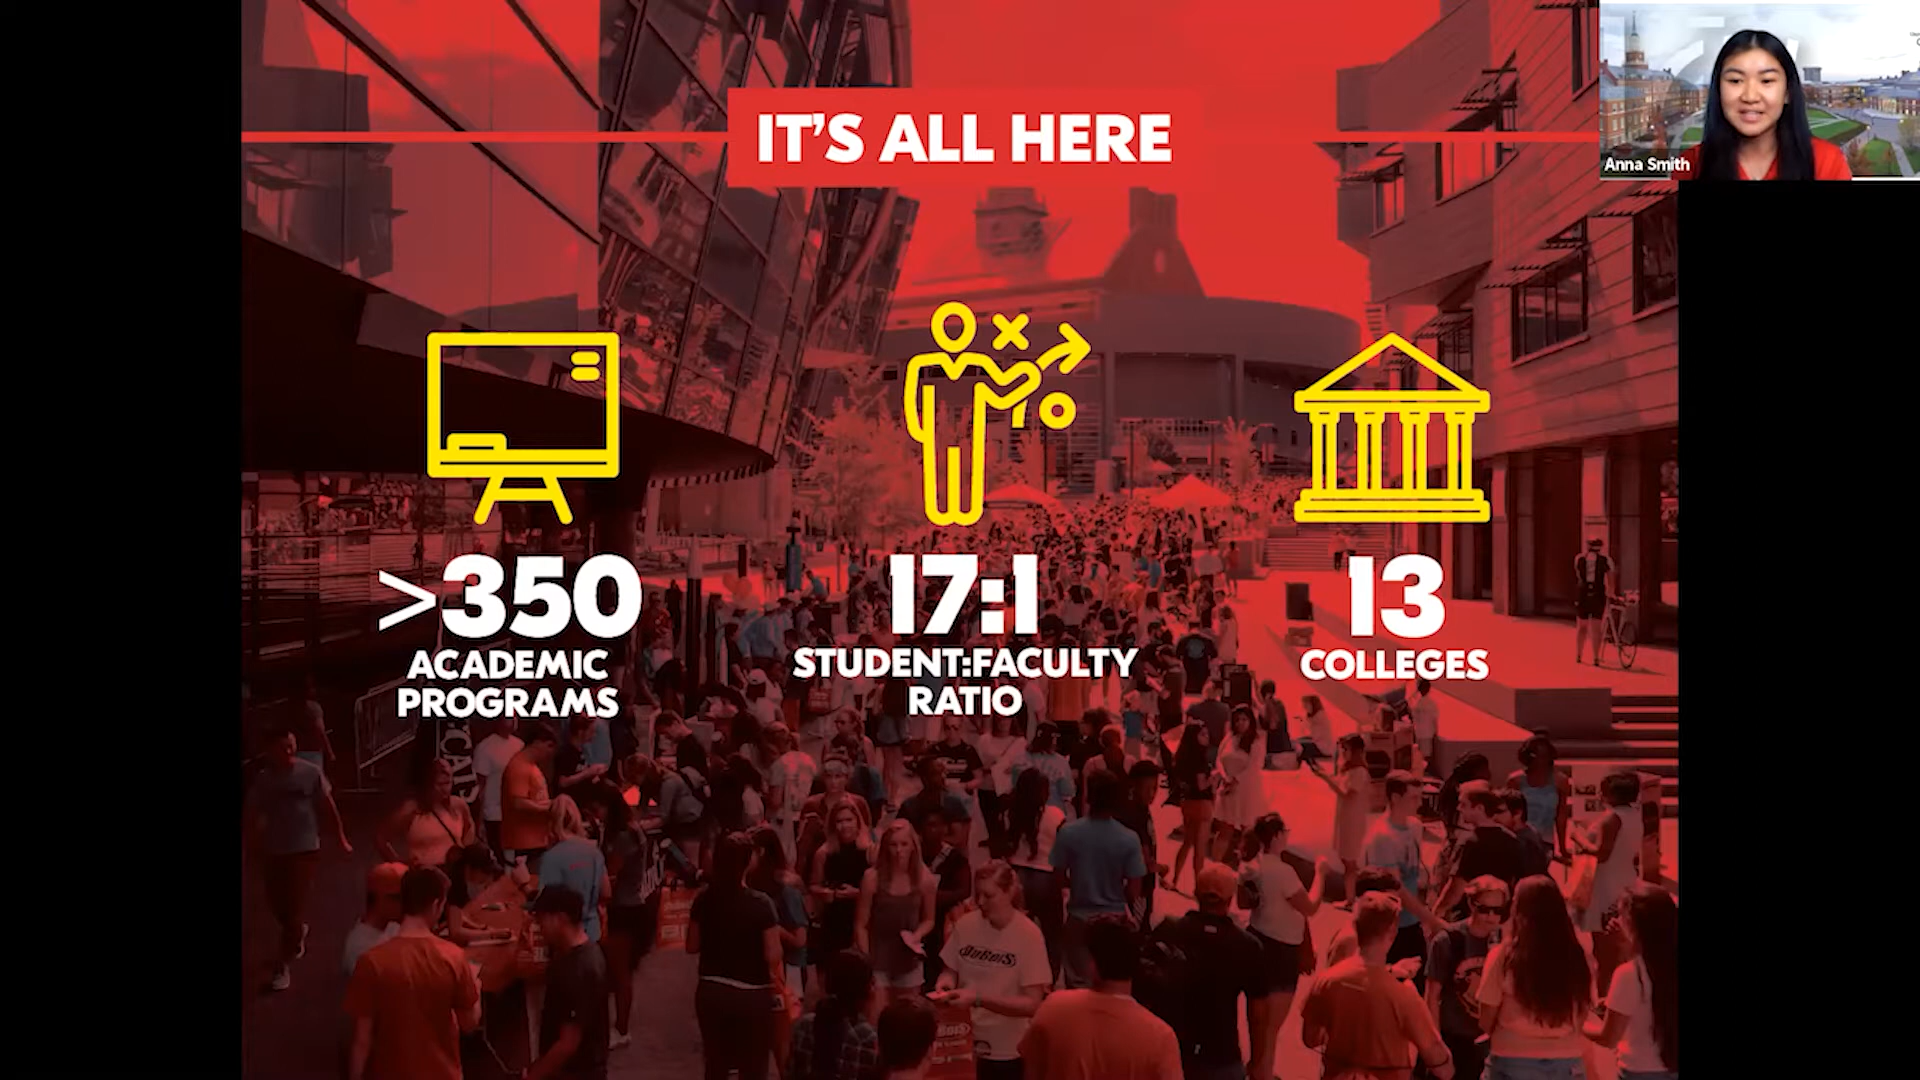 IT'S ALL HERE
Anna Smith
>350
ACADEMIC
PROGRAMS
17:1
STUDENT:FACULTY
RATIO
13
COLLEGES